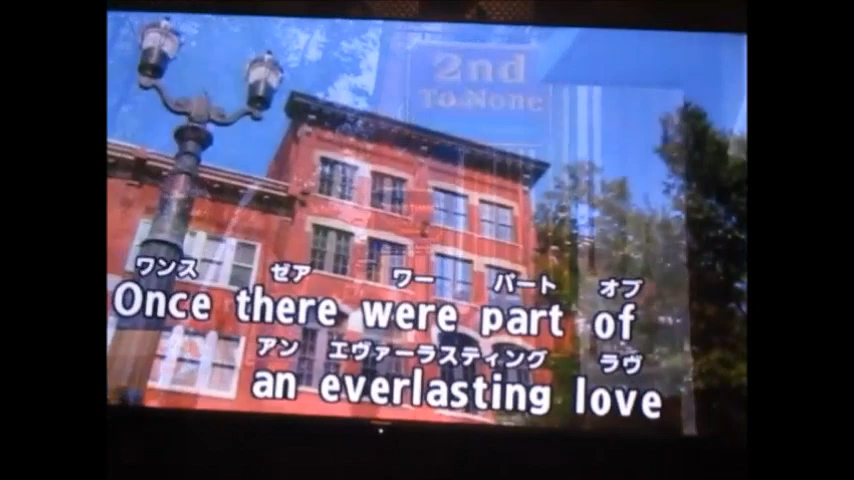 2nd
To None
ワンス ゼア ワー パート オブ
Once there were part of
アン エヴァーラスティング ラヴ
an everlasting love